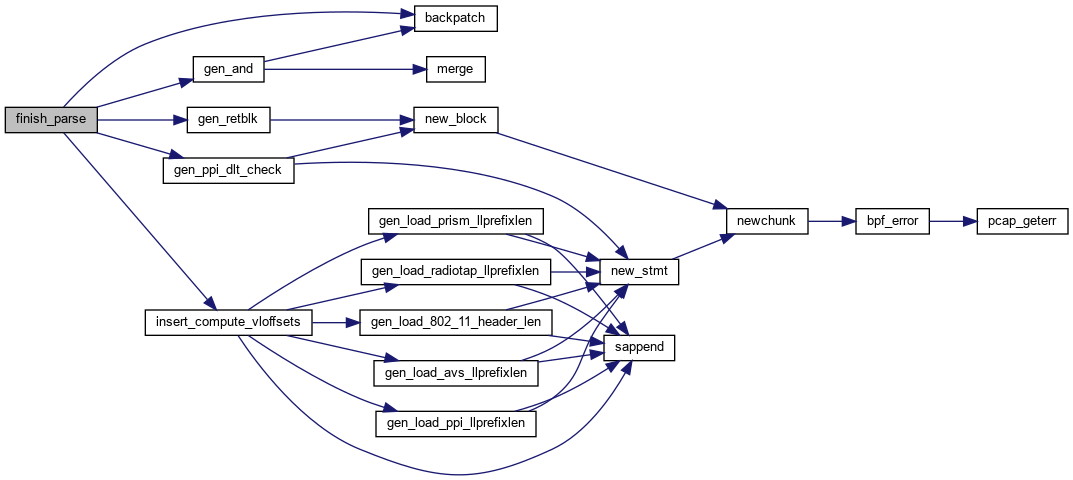 backpatch
gen_and
merge
finish_parse
gen_retblk
new_block
gen_ppi_dlt_check
gen_load_prism_llprefixlen
newchunk
bpf_error
pcap_geterr
gen_load_radiotap_llprefixlen
new_stmt
insert_compute_vloffsets
gen_load_802_11_header_len
sappend
gen_load_avs_llprefixlen
gen_load_ppi_llprefixlen